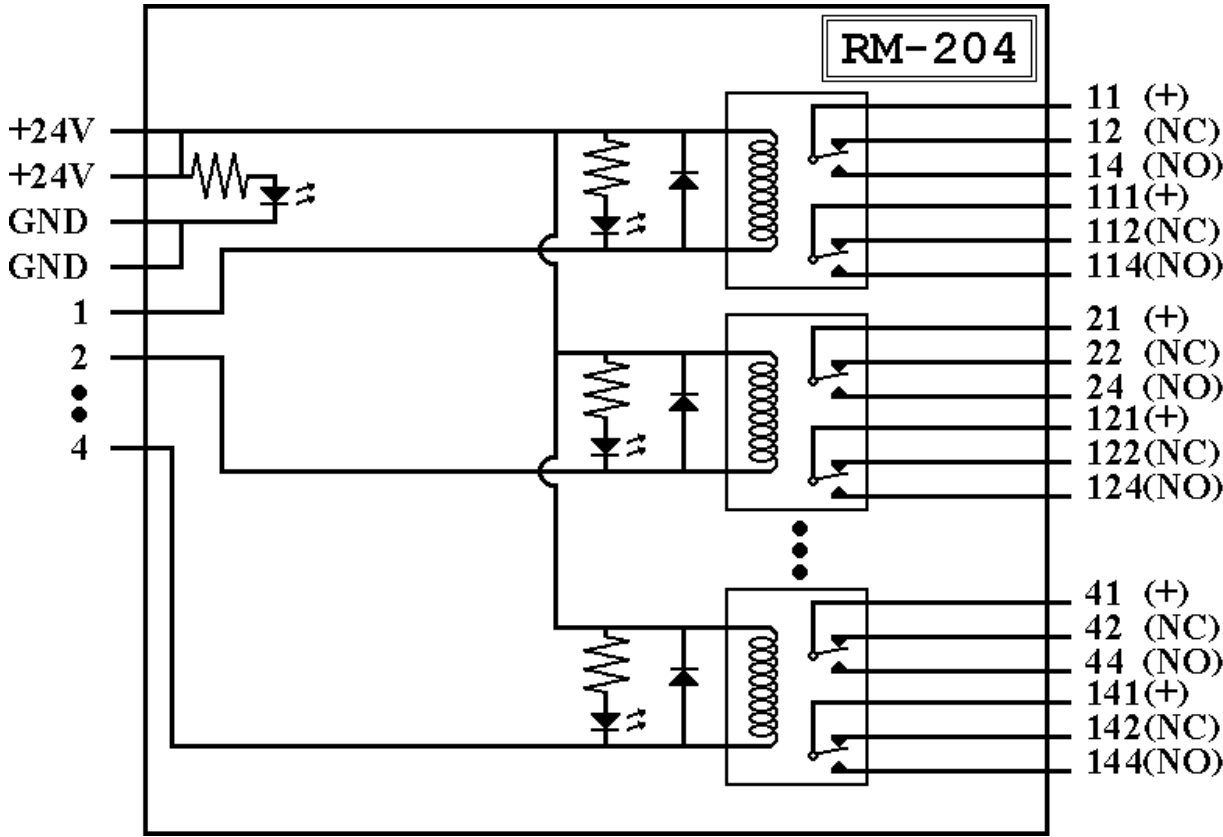 RM-204
+24V
+24V
GND
GND
1
2
4
11 (+)
12 (NC)
14 (NO)
111(+)
112(NC)
114(NO)
21 (+)
22 (NC)
24 (NO)
121(+)
122(NC)
124(NO)
41 (+)
42 (NC)
44 (NO)
141(+)
142(NC)
144(NO)